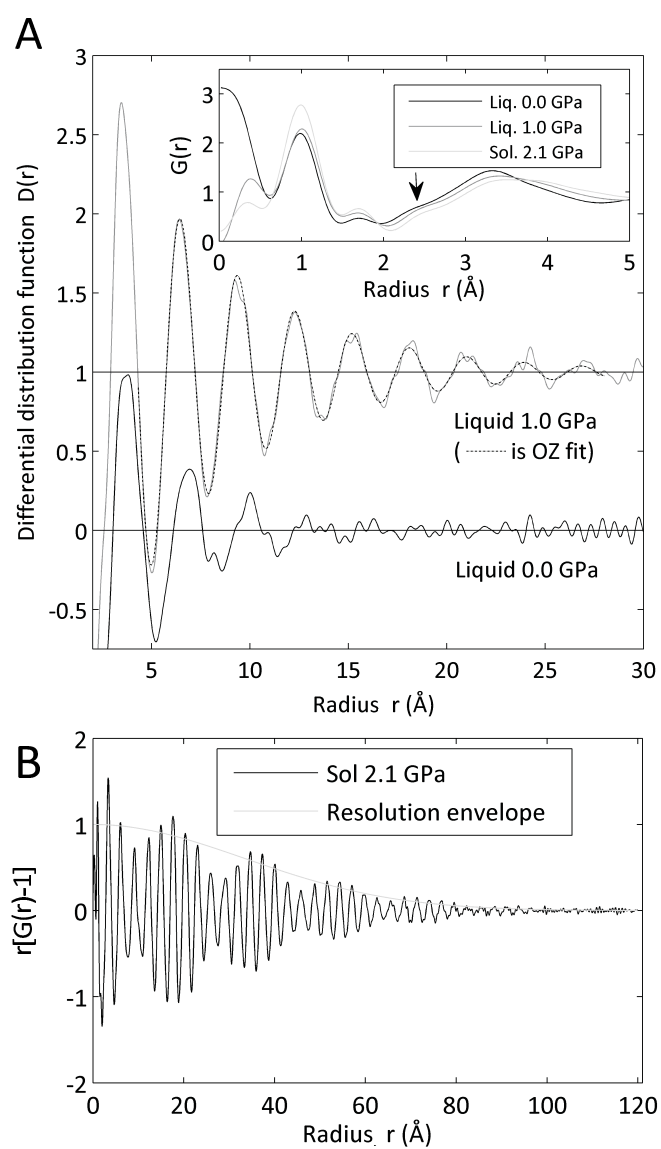 A
3
2.5
2
1.5
1
0.5
0
-0.5
5
10
15
20
25
30
Differential distribution function D(r)
Radius r (Å)
3
2
1
0
0
1
2
3
4
5
G(r)
Radius r (Å)
Liq. 0.0 GPa
Liq. 1.0 GPa
Sol. 2.1 GPa
Liquid 1.0 GPa
( is OZ fit)
Liquid 0.0 GPa
B
2
1
0
-1
-2
0
20
40
60
80
100
120
r[G(r)-1]
Radius r (Å)
Sol 2.1 GPa
Resolution envelope